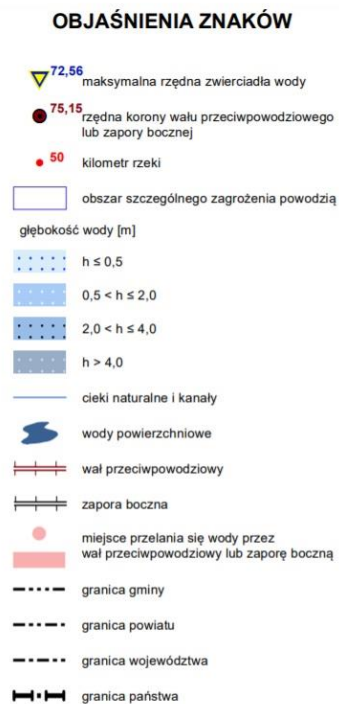 OBJAŚNIENIA ZNAKÓW
72,56
maksymalna rzędna zwierciadła wody
75,15
rzędna korony wału przeciwpowodziowego
lub zapory bocznej
50
kilometr rzeki
obszar szczególnego zagrożenia powodzią
głębokość wody [m]
h ≤ 0,5
0,5 < h ≤ 2,0
2,0 < h ≤ 4,0
h > 4,0
cieki naturalne i kanały
wody powierzchniowe
wał przeciwpowodziowy
zapora boczna
miejsce przelania się wody przez
wał przeciwpowodziowy lub zaporę boczną
granica gminy
granica powiatu
granica województwa
granica państwa